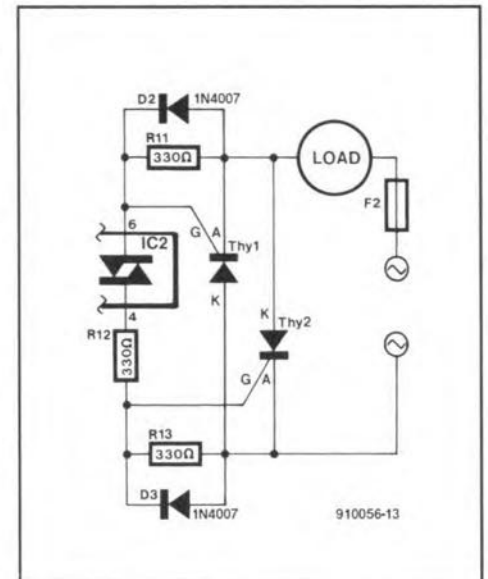 D2 1N4007
R11
330Ω
LOAD
F2
6
G A
IC2
Thy1
4
K
K
R12
Thy2
330Ω
G A
R13
330Ω
D3
1N4007
910056-13